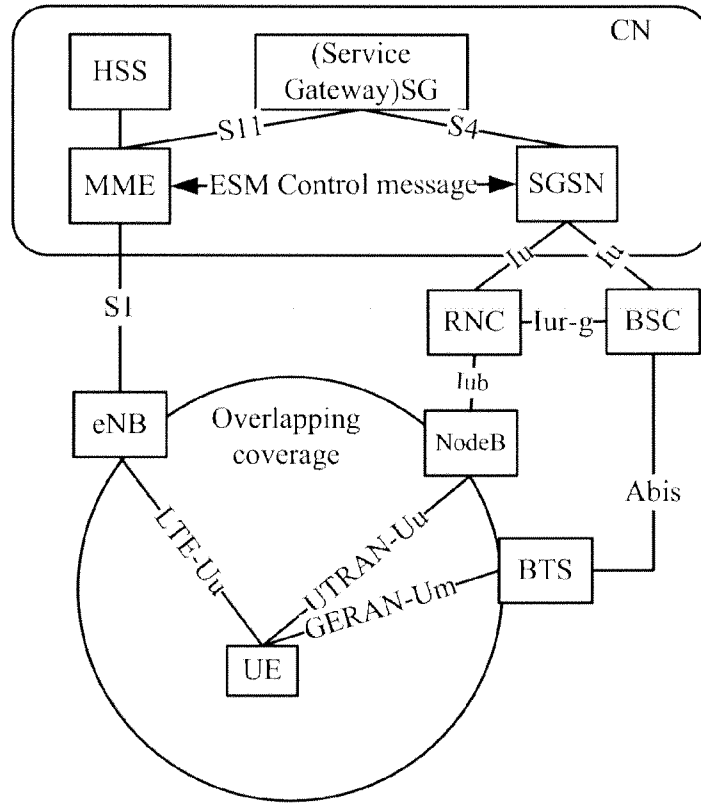 CN
HSS
(Service
Gateway)SG
S11
S4
MME
ESM Control message
SGSN
Iu
Iu
S1
RNC
Iur-g
BSC
Iub
eNB
Overlapping
coverage
NodeB
Abis
LTE-Uu
UTRAN-Uu
GERAN-Um
BTS
UE